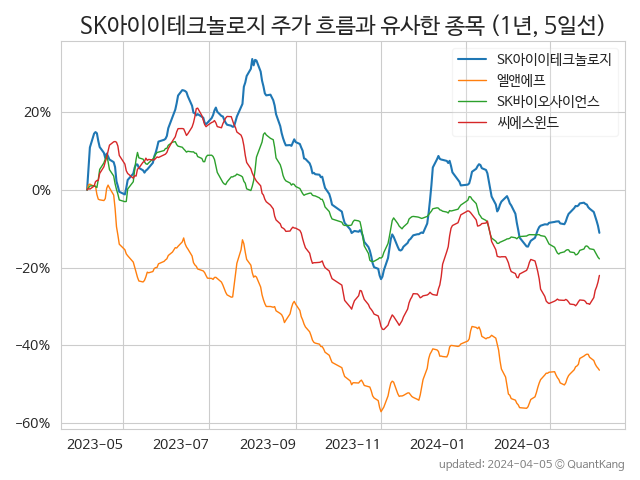 SK아이이테크놀로지 주가 흐름과 유사한 종목 (1년, 5일선)
SK아이이테크놀로지
엘앤에프
SK바이오사이언스
씨에스윈드
20%
0%
−20%
−40%
−60%
2023-05 2023-07 2023-09 2023-11 2024-01 2024-03
updated: 2024-04-05 © QuantKang